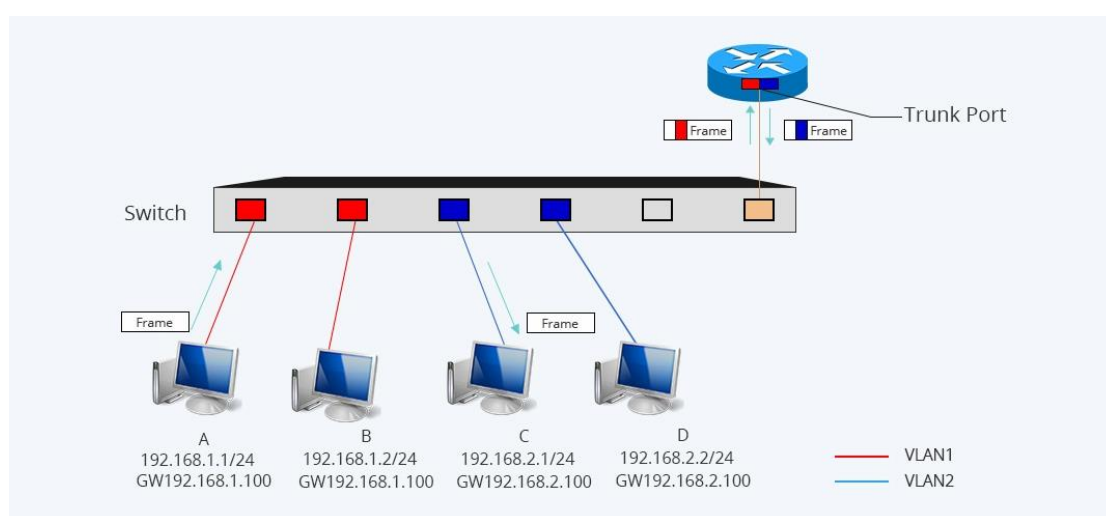 Trunk Port
Frame
Frame
Switch
Frame
Frame
A
192.168.1.1/24
GW192.168.1.100
B
192.168.1.2/24
GW192.168.1.100
C
192.168.2.1/24
GW192.168.2.100
D
192.168.2.2/24
GW192.168.2.100
VLAN1
VLAN2